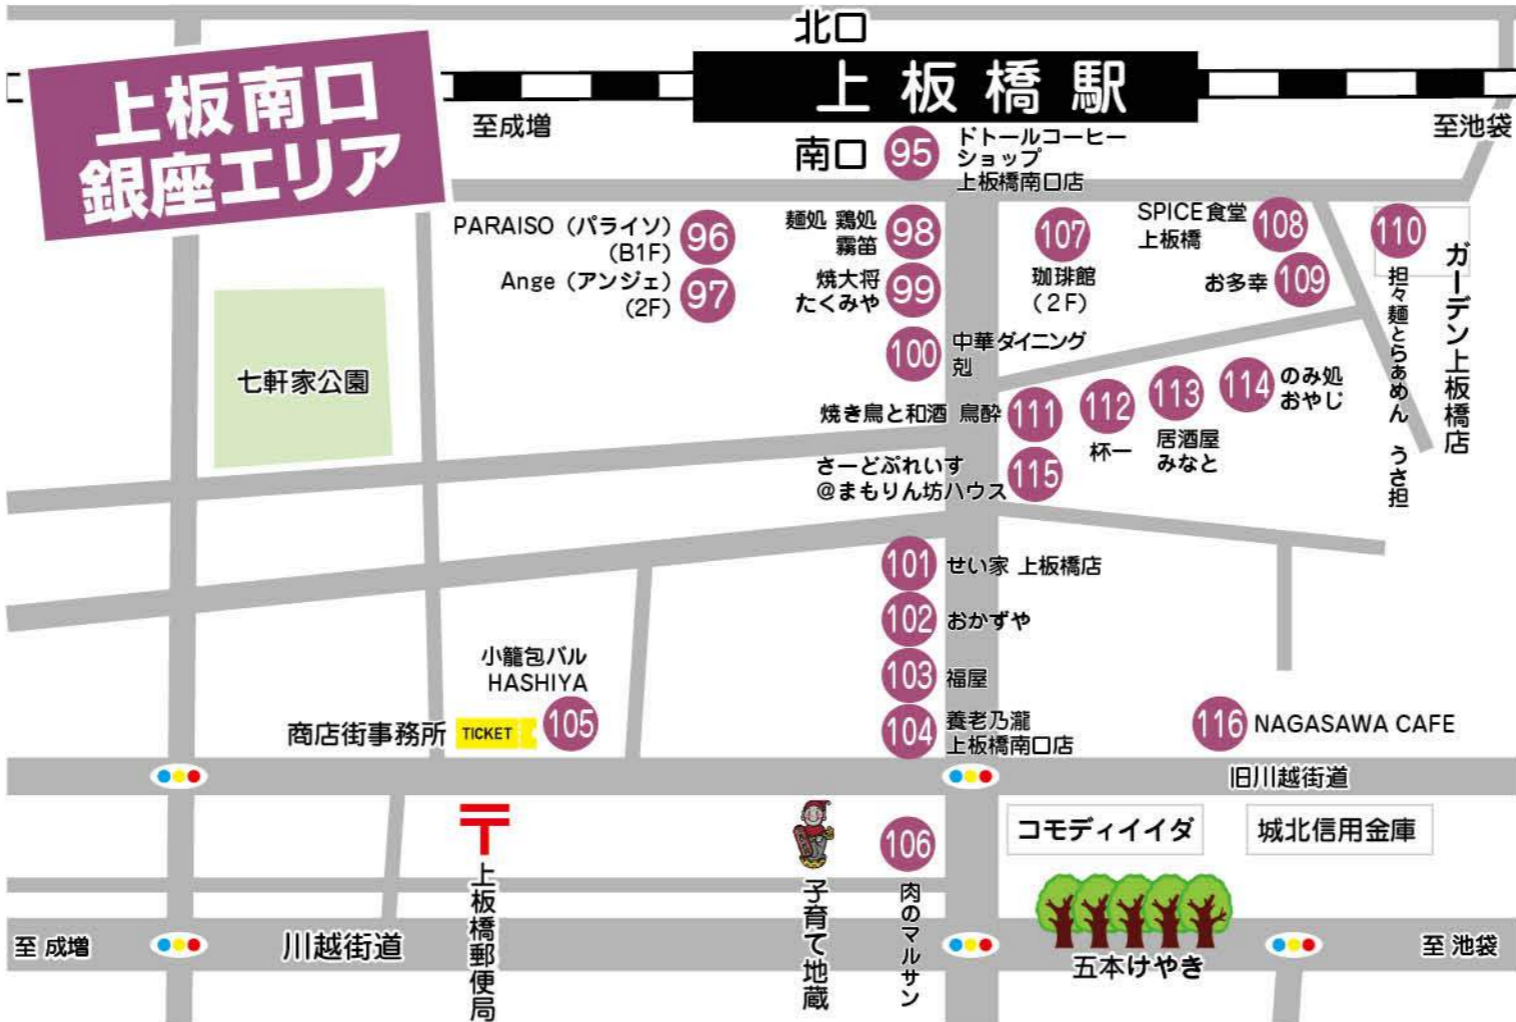 北口
上板橋駅
上板南口
銀座エリア
至成増
至池袋
南口
95
ドトールコーヒー
ショップ
上板橋南口店
PARAISO（パライソ）
(B1F)
96
Ange（アンジェ）
(2F)
97
麺処 鶏処
霧笛
98
焼大将
たくみや
99
100
中華ダイニング
剋
107
珈琲館
（2F）
SPICE食堂
上板橋
108
お多幸
109
110
担々麺とらぁめん うさ担
ガーデン上板橋店
七軒家公園
焼き鳥と和酒 鳥酔
111
112
杯一
113
居酒屋
みなと
114
のみ処
おやじ
さーどぷれいす
@まもりん坊ハウス
115
101
せい家 上板橋店
102
おかずや
103
福屋
104
養老乃瀧
上板橋南口店
小籠包バル
HASHIYA
105
商店街事務所
TICKET
116
NAGASAWA CAFE
旧川越街道
上板橋郵便局
子育て地蔵
106
肉のマルサン
コモディイイダ
城北信用金庫
五本けやき
至 成増
川越街道
至 池袋